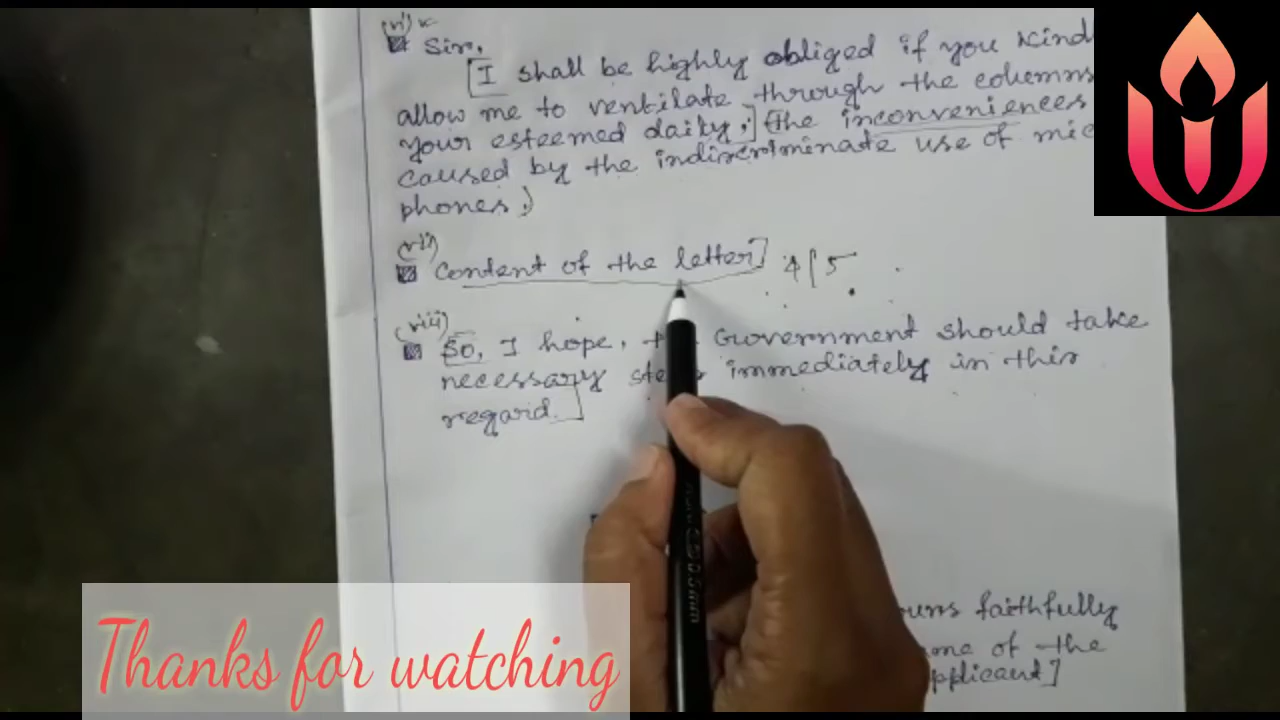 (vi) x
Sir,
[I shall be highly obliged if you kind
allow me to ventilate through the columns
your esteemed daily,] (the inconveniences
caused by the indiscriminate use of mic
phones.)
(vii)
Content of the letter] 4/5
(viii)
So, I hope, Government should take
necessary immediately in this
regard.]
faithfully
of the
Thanks for watching